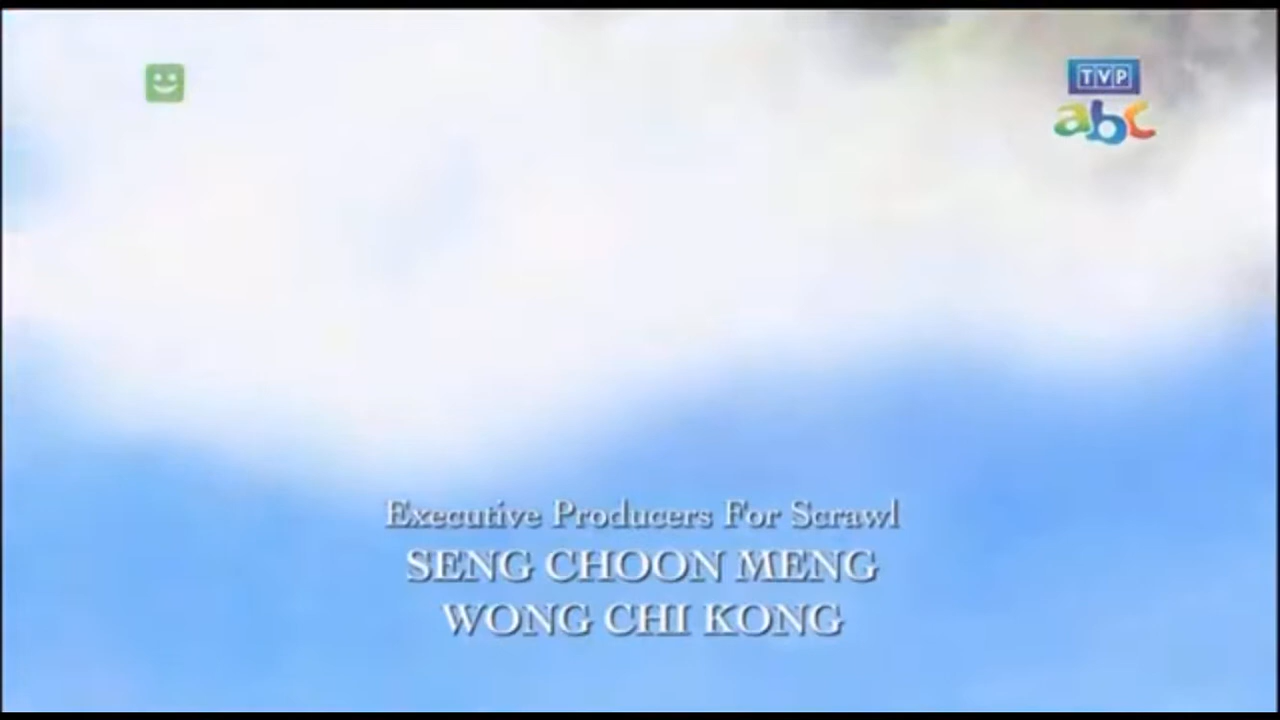 TVP
abc
Executive Producers For Scrawl
SENG CHOON MENG
WONG CHI KONG